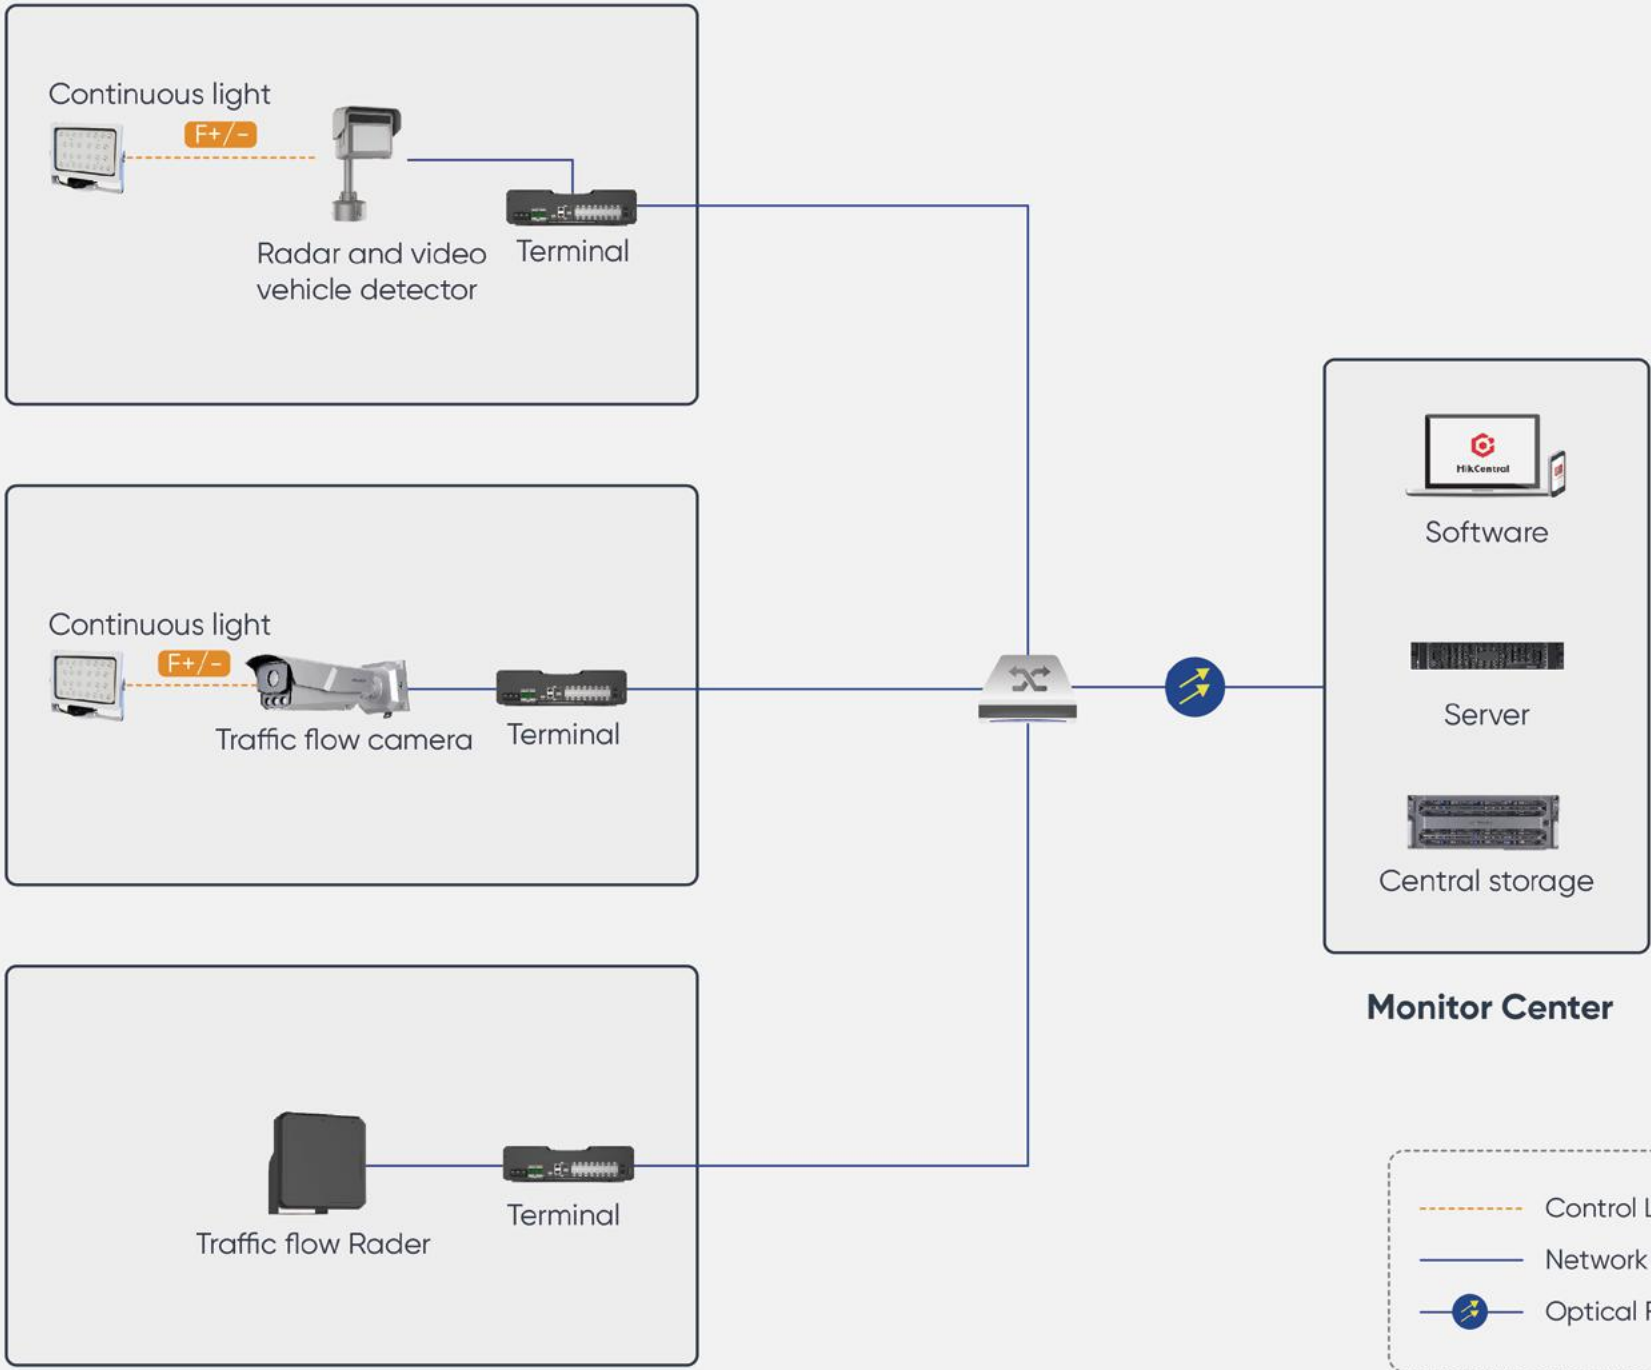 Continuous light
F+/-
Radar and video
vehicle detector
Terminal
Continuous light
F+/-
Traffic flow camera
Terminal
Traffic flow Rader
Terminal
HikCentral
Software
Server
Central storage
Monitor Center
Control
Network
Optical